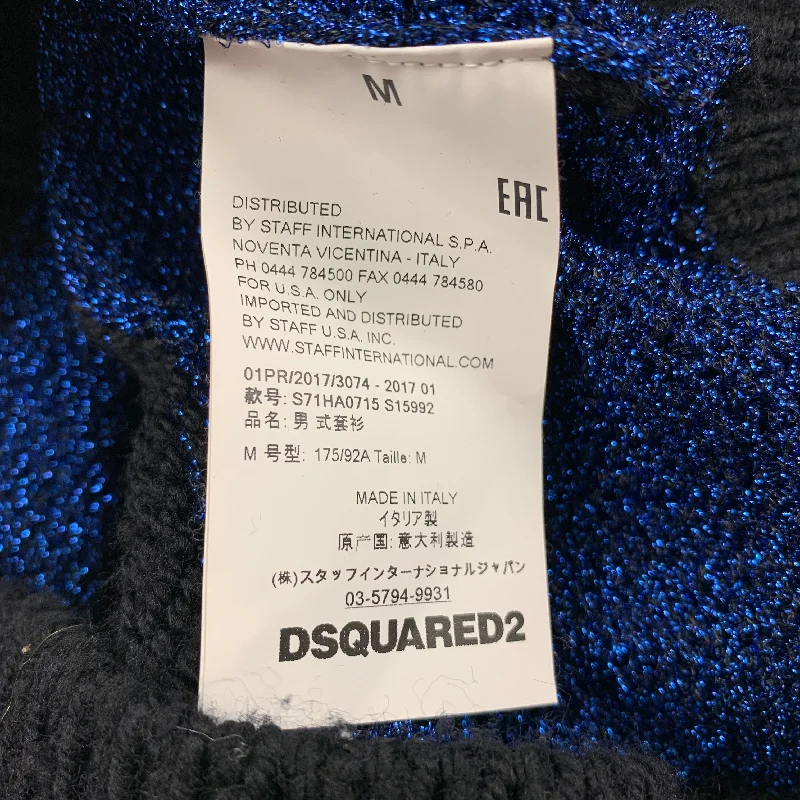 M
EAC
DISTRIBUTED
BY STAFF INTERNATIONAL S.P.A.
NOVENTA VICENTINA - ITALY
PH 0444 784500 FAX 0444 784580
FOR U.S.A. ONLY
IMPORTED AND DISTRIBUTED
BY STAFF U.S.A. INC.
WWW.STAFFINTERNATIONAL.COM
01PR/2017/3074 - 2017 01
款号: S71HA0715 S15992
品名: 男 式套衫
M 号型: 175/92A Taille: M
MADE IN ITALY
イタリア製
原产国: 意大利製造
(株)スタッフインターナショナルジャパン
03-5794-9931
DSQUARED2